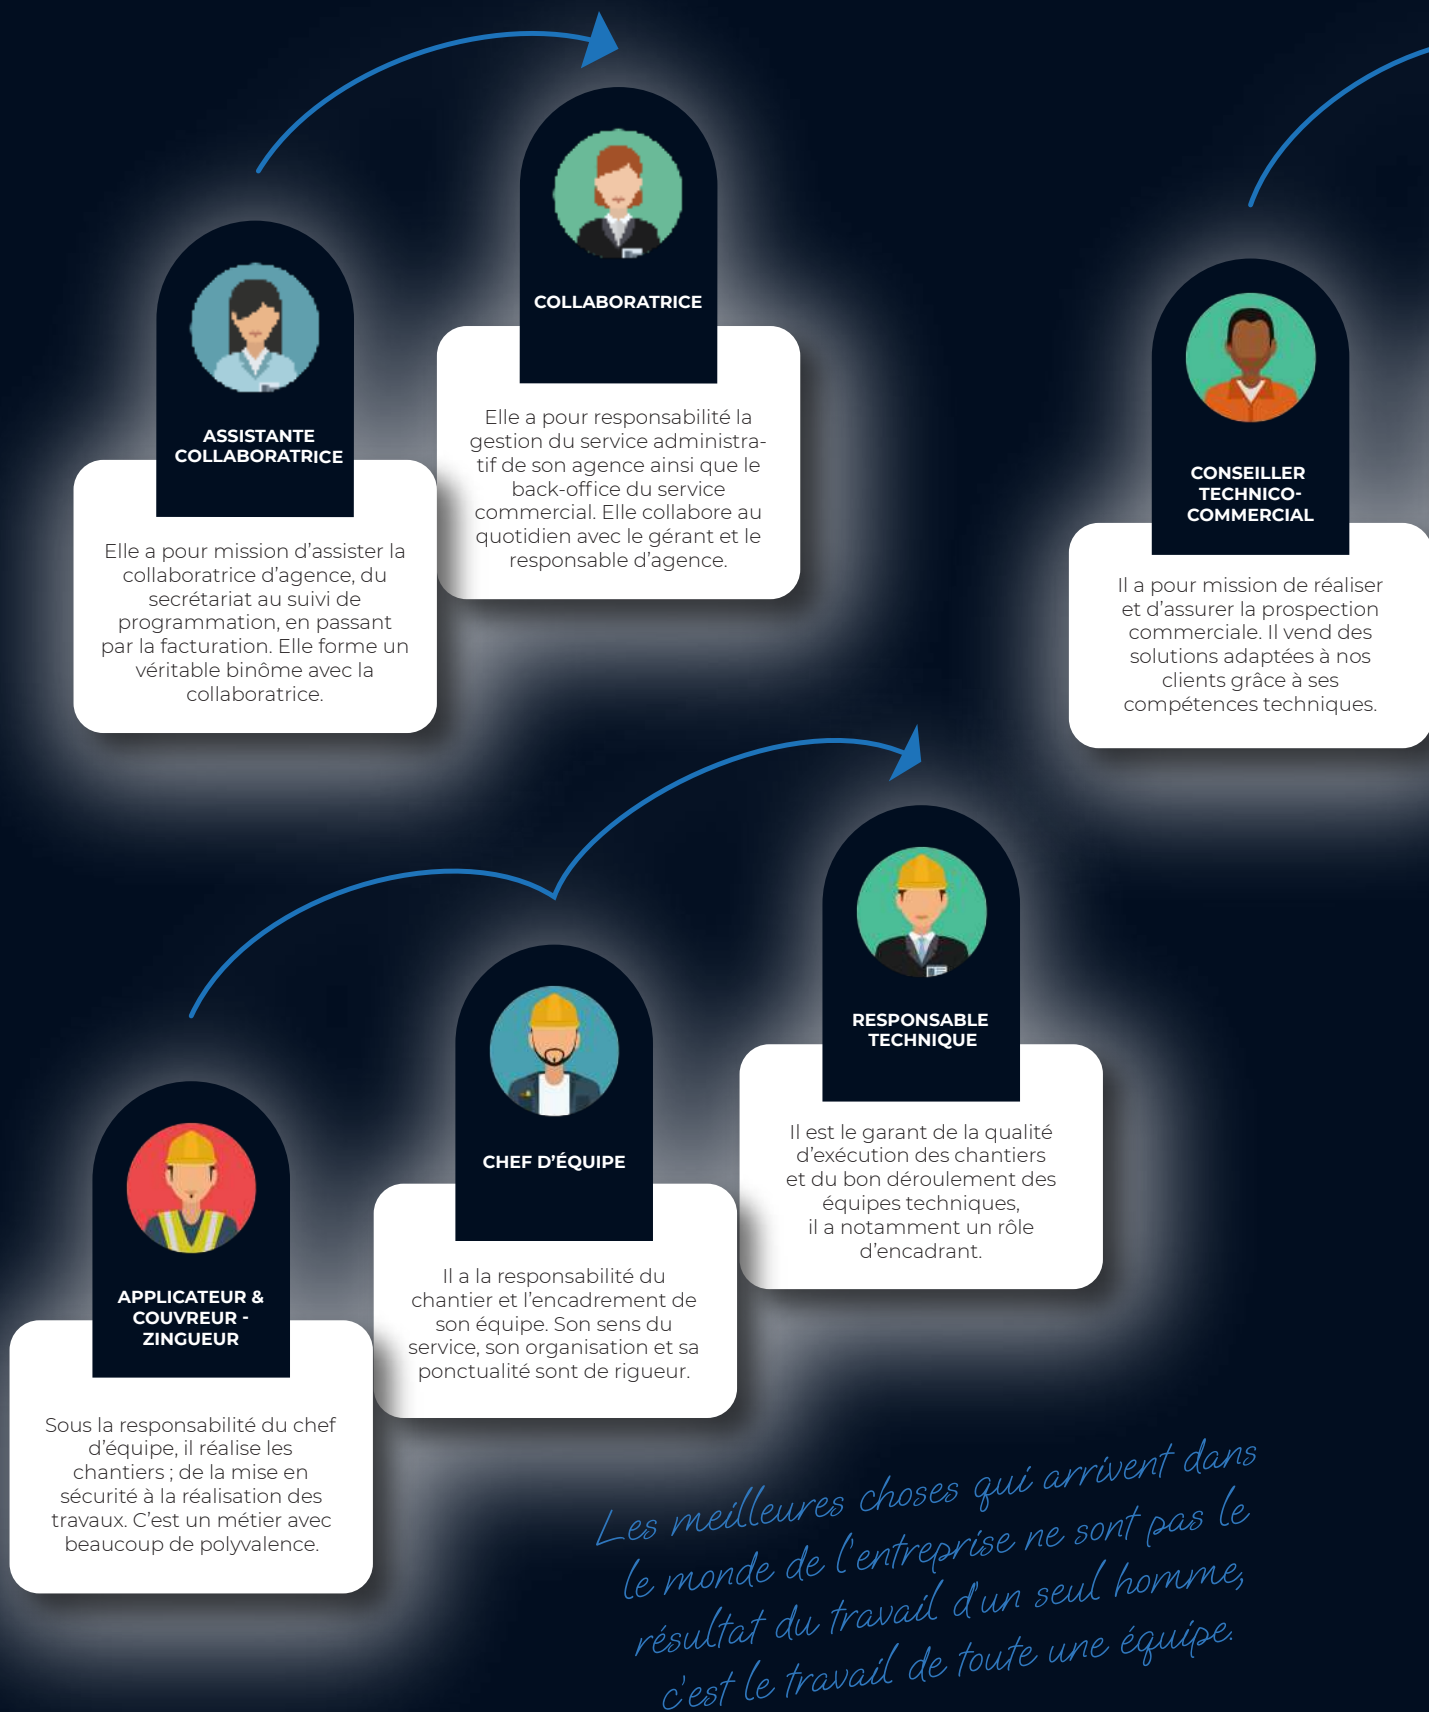 COLLABORATRICE
Elle a pour responsabilité la
gestion du service administra-
tif de son agence ainsi que le
back-office du service
commercial. Elle collabore au
quotidien avec le gérant et le
responsable d'agence.
ASSISTANTE
COLLABORATRICE
Elle a pour mission d'assister la
collaboratrice d'agence, du
secrétariat au suivi de
programmation, en passant
par la facturation. Elle forme un
véritable binôme avec la
collaboratrice.
CONSEILLER
TECHNICO-
COMMERCIAL
Il a pour mission de réaliser
et d'assurer la prospection
commerciale. Il vend des
solutions adaptées à nos
clients grâce à ses
compétences techniques.
RESPONSABLE
TECHNIQUE
Il est le garant de la qualité
d'exécution des chantiers
et du bon déroulement des
équipes techniques,
il a notamment un rôle
d'encadrant.
CHEF D'ÉQUIPE
Il a la responsabilité du
chantier et l'encadrement de
son équipe. Son sens du
service, son organisation et sa
ponctualité sont de rigueur.
APPLICATEUR &
COUVREUR -
ZINGUEUR
Sous la responsabilité du chef
d'équipe, il réalise les
chantiers ; de la mise en
sécurité à la réalisation des
travaux. C'est un métier avec
beaucoup de polyvalence.
Les meilleures choses qui arrivent dans
le monde de l'entreprise ne sont pas le
résultat du travail d'un seul homme,
c'est le travail de toute une équipe.